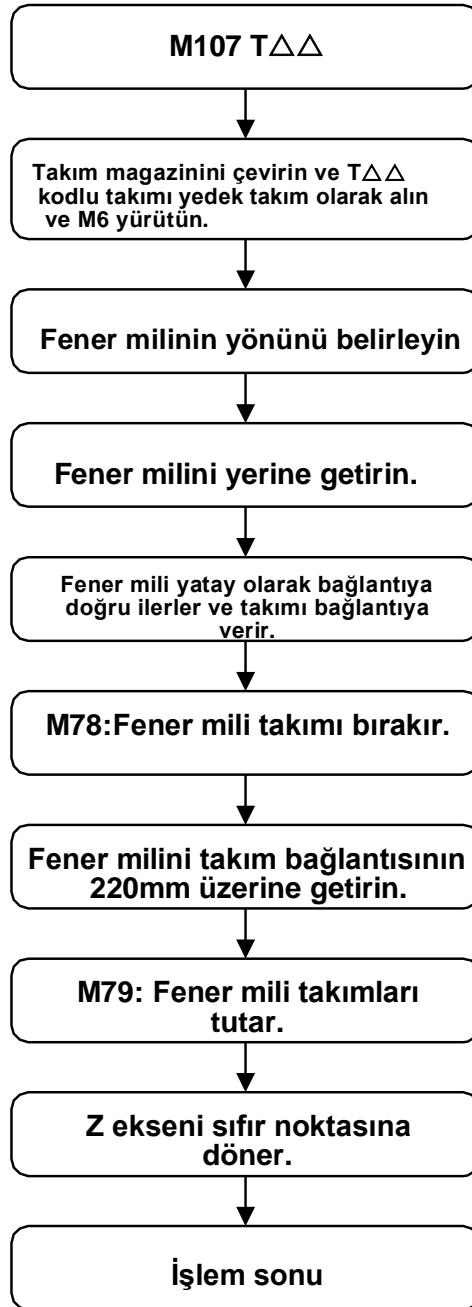 M107 T△△
Takım magazinini çevirin ve T△△
kodlu takımı yedek takım olarak alın
ve M6 yürütün.
Fener milinin yönünü belirleyin
Fener milini yerine getirin.
Fener mili yatay olarak bağlantıya
doğru ilerler ve takımı bağlantıya
verir.
M78:Fener mili takımı bırakır.
Fener milini takım bağlantısının
220mm üzerine getirin.
M79: Fener mili takımları
tutar.
Z ekseni sıfır noktasına
döner.
İşlem sonu